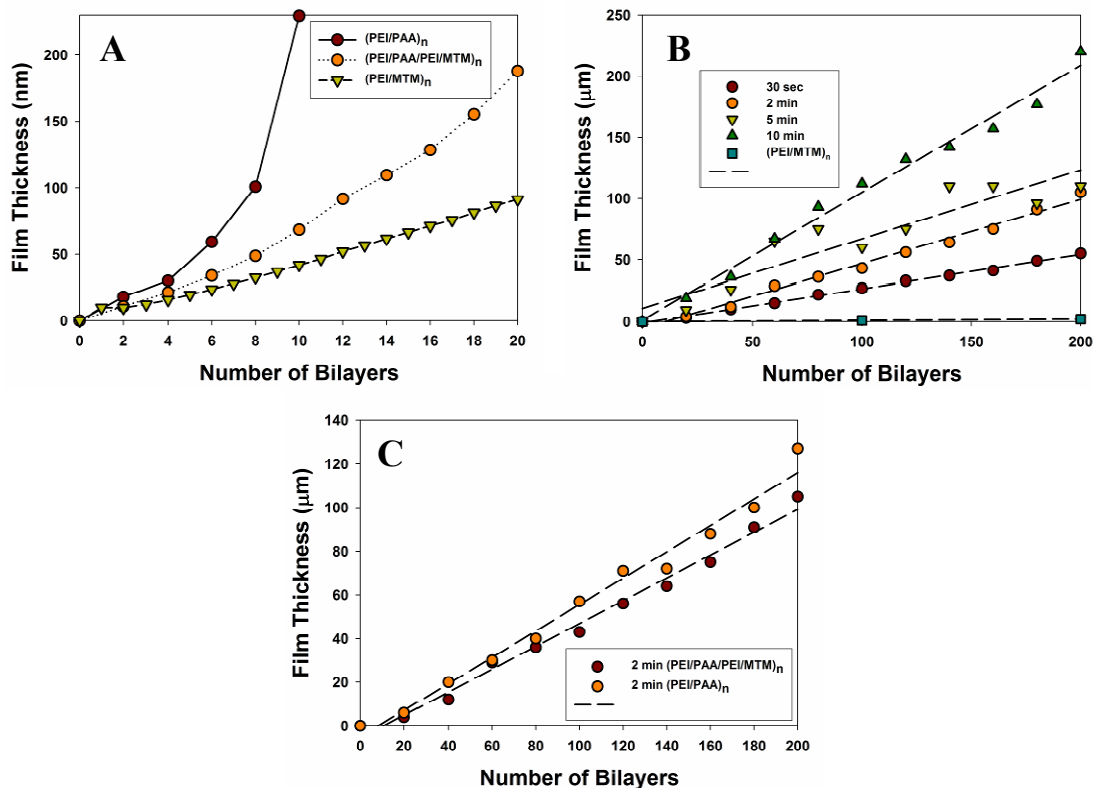 A
Film Thickness (nm)
200
150
100
50
0
0 2 4 6 8 10 12 14 16 18 20
Number of Bilayers
(PEI/PAA)n
(PEI/PAA/PEI/MTM)n
(PEI/MTM)n
B
Film Thickness (μm)
250
200
150
100
50
0
0 50 100 150 200
Number of Bilayers
30 sec
2 min
5 min
10 min
(PEI/MTM)n
C
Film Thickness (μm)
140
120
100
80
60
40
20
0
0 20 40 60 80 100 120 140 160 180 200
Number of Bilayers
2 min (PEI/PAA/PEI/MTM)n
2 min (PEI/PAA)n